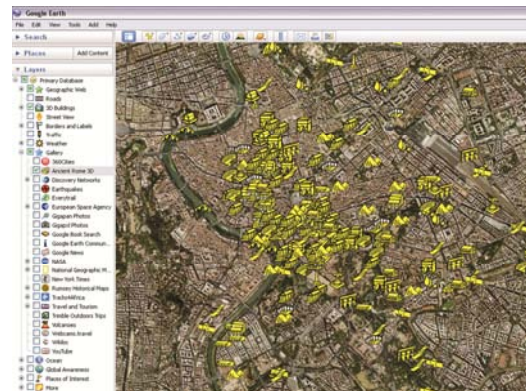 Google Earth
File Edit View Tools Add Help
Search
Places Add Content
Layers
Primary Database
Geographic Web
Roads
3D Buildings
Street View
Borders and Labels
Traffic
Weather
Gallery
360Cities
Ancient Rome 3D
Discovery Networks
Earthquakes
Everytrail
European Space Agency
Gigapan Photos
Gigapxl Photos
Google Book Search
Google Earth Commun...
Google News
NASA
National Geographic M...
New York Times
Rumsey Historical Maps
Tracks4Africa
Travel and Tourism
Trimble Outdoors Trips
Volcanoes
Webcams.travel
Wikiloc
YouTube
Ocean
Global Awareness
Places of Interest
More